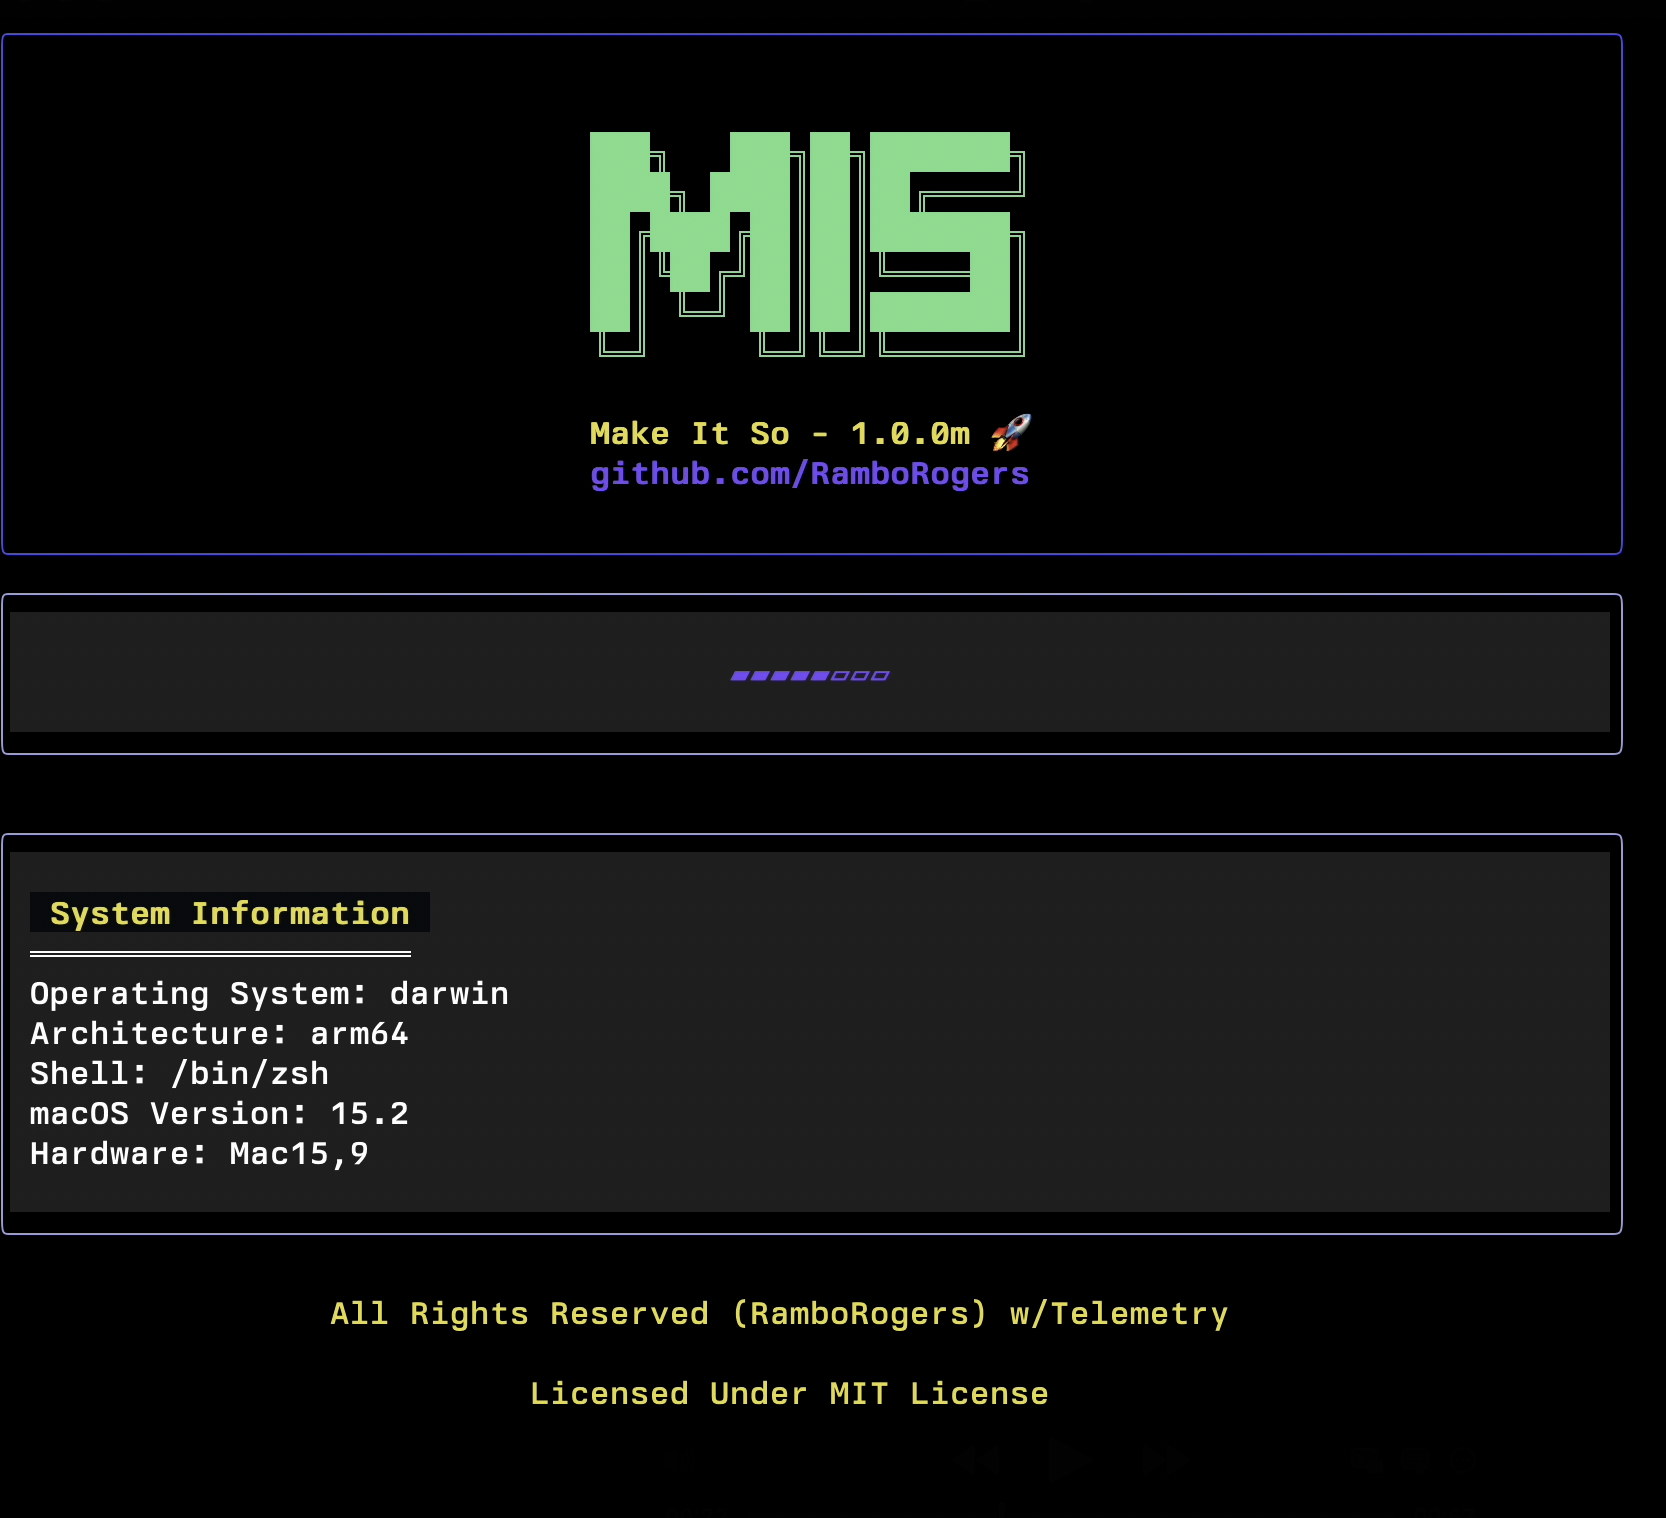 MIS
Make It So - 1.0.0m 🚀
github.com/RamboRogers
System Information
Operating System: darwin
Architecture: arm64
Shell: /bin/zsh
macOS Version: 15.2
Hardware: Mac15,9
All Rights Reserved (RamboRogers) w/Telemetry
Licensed Under MIT License